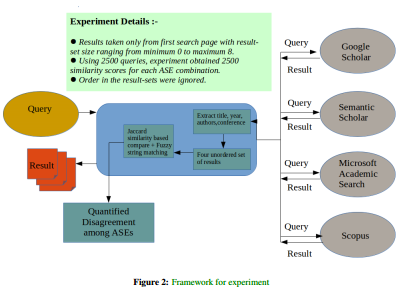 Experiment Details :-
● Results taken only from first search page with result-
set size ranging from minimum 0 to maximum 8.
● Using 2500 queries, experiment obtained 2500
similarity scores for each ASE combination.
● Order in the result-sets were ignored.
Query
Result
Google
Scholar
Query
Extract title, year,
authors,conference
Jaccard
similarity based
compare + Fuzzy
string matching
Four unordered set
of results
Query
Result
Semantic
Scholar
Result
Query
Result
Microsoft
Academic
Search
Quantified
Disagreement
among ASEs
Query
Result
Scopus
Figure 2: Framework for experiment